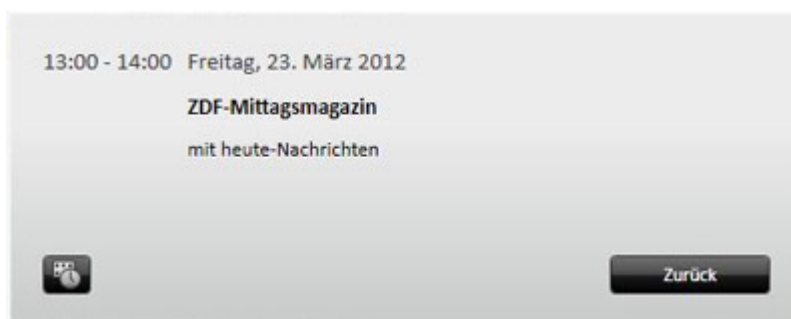 13:00 - 14:00 Freitag, 23. März 2012
ZDF-Mittagsmagazin
mit heute-Nachrichten
Zurück